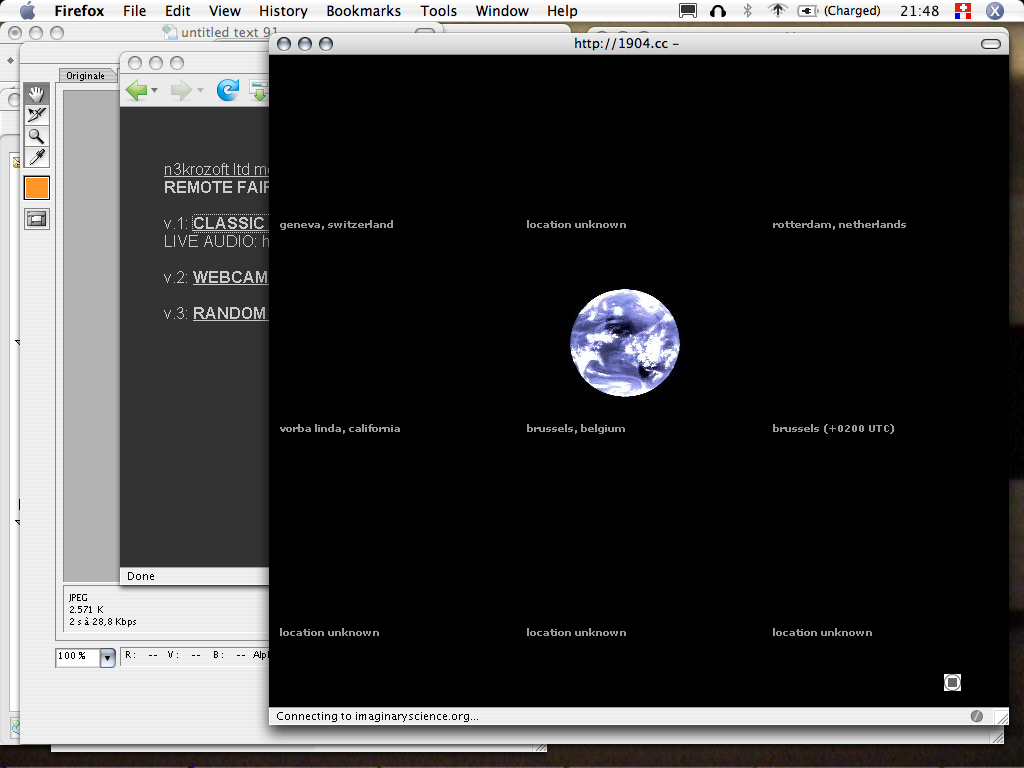 Firefox File Edit View History Bookmarks Tools Window Help (Charged) 21:48
untitled text 91
http://1904.cc –
Originale
n3krozoft ltd
REMOTE
v.1: CLASSIC
LIVE AUDIO:
v.2: WEBCAM
v.3: RANDOM
geneva, switzerland
location unknown
rotterdam, netherlands
vorba linda, california
brussels, belgium
brussels (+0200 UTC)
location unknown
location unknown
location unknown
Done
JPEG
2.571 K
2 s à 28,8 Kbps
100% R: -- V: -- B: --
Connecting to imaginaryscience.org...